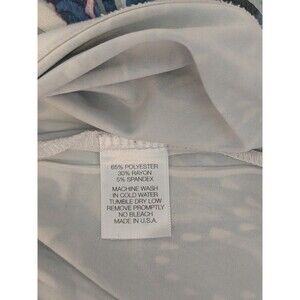 65% POLYESTER
30% RAYON
5% SPANDEX
MACHINE WASH
IN COLD WATER
TUMBLE DRY LOW
REMOVE PROMPTLY
NO BLEACH
MADE IN U.S.A.